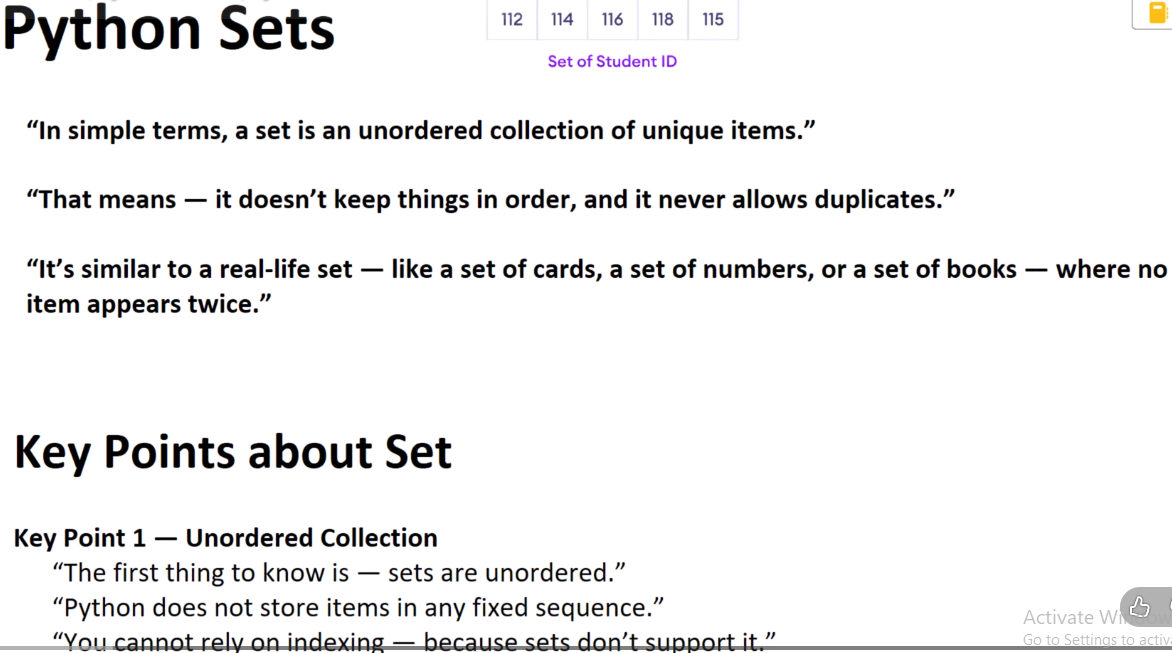 Python Sets
112 114 116 118 115
Set of Student ID
“In simple terms, a set is an unordered collection of unique items.”
“That means — it doesn’t keep things in order, and it never allows duplicates.”
“It’s similar to a real-life set — like a set of cards, a set of numbers, or a set of books — where no
item appears twice.”
Key Points about Set
Key Point 1 — Unordered Collection
“The first thing to know is — sets are unordered.”
“Python does not store items in any fixed sequence.”
“You cannot rely on indexing — because sets don’t support it.”
Activate
Go to Settings to